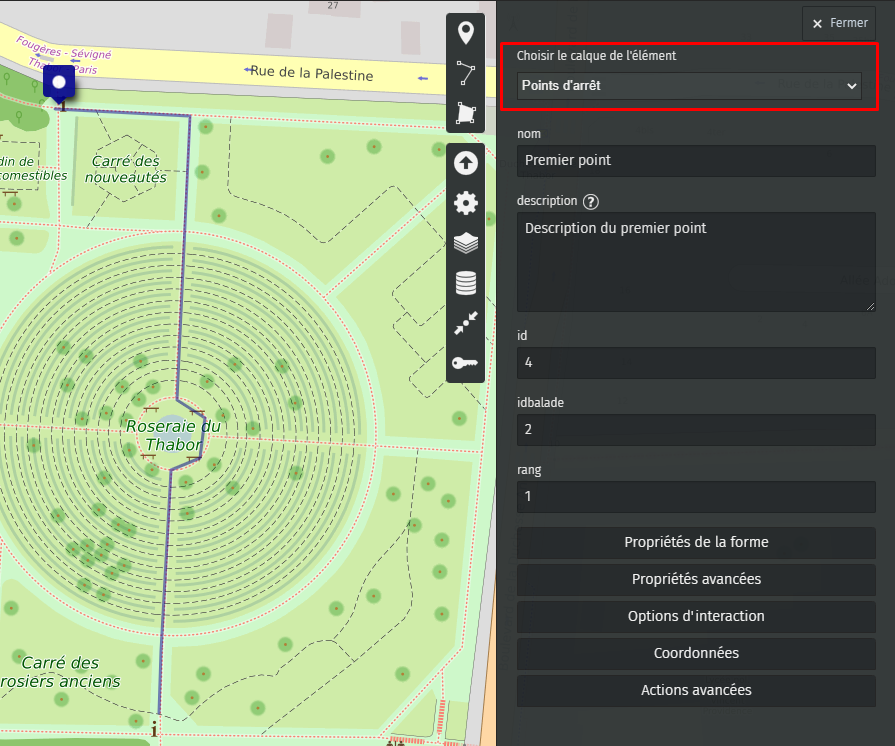 27
Fougères - Sévigné
Paris
Rue de la Palestine
din de
comestibles
Carré des
nouveautés
Roseraie du
Thabor
Carré des
rosiers anciens
i
Fermer
Choisir le calque de l'élément
Points d'arrêt
nom
Premier point
description ?
Description du premier point
id
4
idbalade
2
rang
1
Propriétés de la forme
Propriétés avancées
Options d'interaction
Coordonnées
Actions avancées